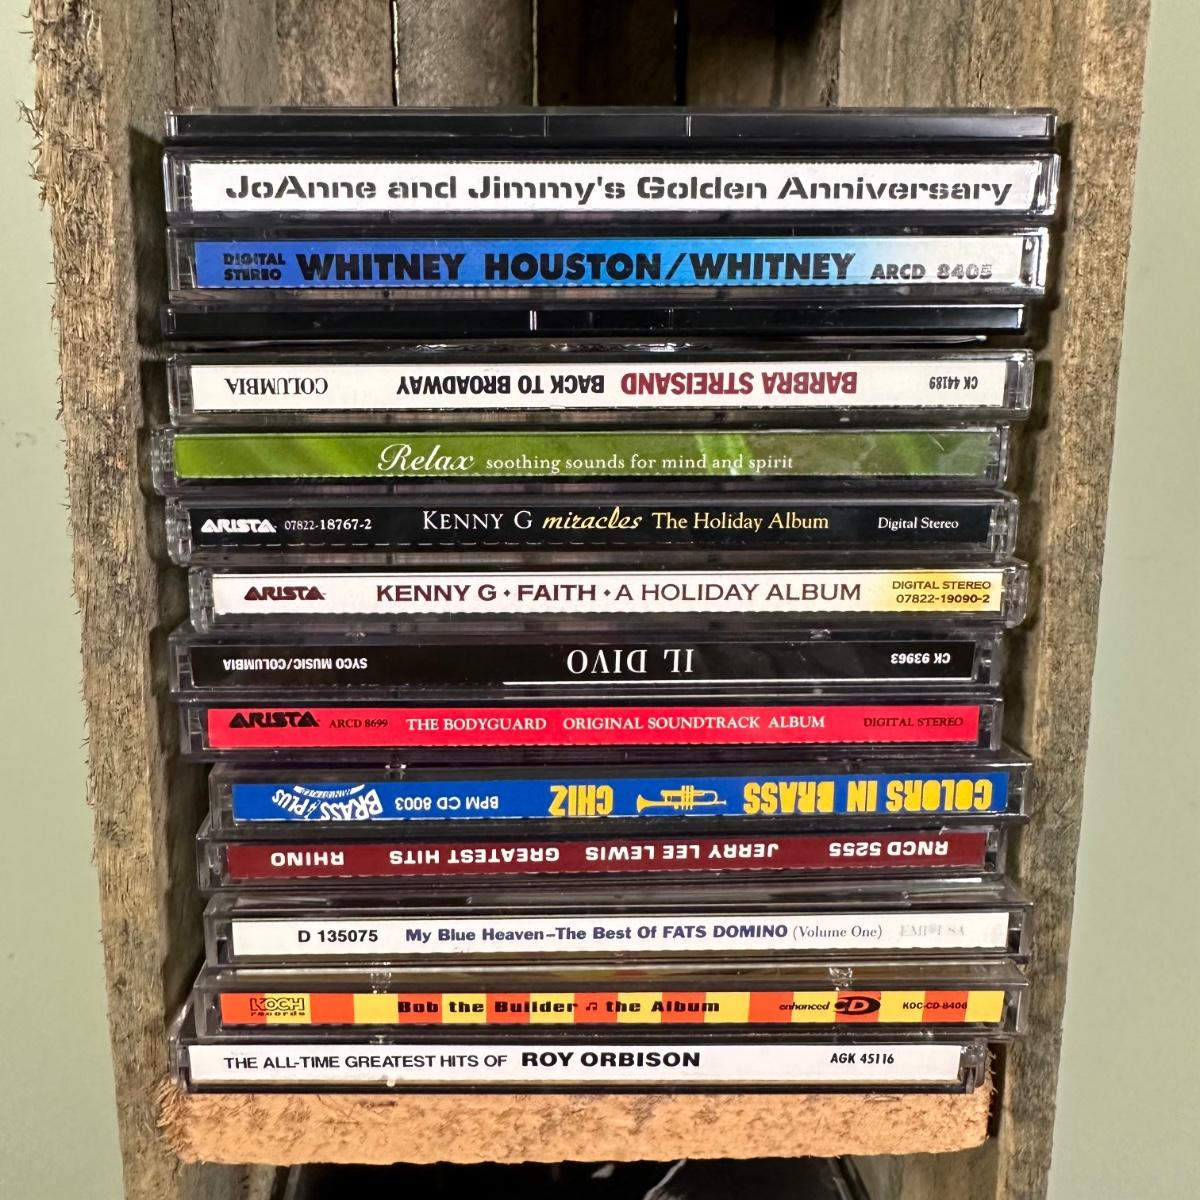 JoAnne and Jimmy's Golden Anniversary
DIGITAL STEREO WHITNEY HOUSTON/WHITNEY ARCD 8405
CK 44189 BARBRA STREISAND BACK TO BROADWAY COLUMBIA
Relax soothing sounds for mind and spirit
ARISTA 07822-18767-2 KENNY G miracles The Holiday Album Digital Stereo
ARISTA KENNY G • FAITH • A HOLIDAY ALBUM DIGITAL STEREO 07822-19090-2
CK 93963 IL DIVO SYCO MUSIC/COLUMBIA
ARISTA ARCD 8699 THE BODYGUARD ORIGINAL SOUNDTRACK ALBUM DIGITAL STEREO
COLORS IN BRASS CHIZ BPM CD 8003 BRASS PLUS
RNCD 5255 JERRY LEE LEWIS GREATEST HITS RHINO
D 135075 My Blue Heaven–The Best Of FATS DOMINO (Volume One) EMI USA
KOCH records Bob the Builder ♫ the Album enhanced CD KOC-CD-8406
THE ALL-TIME GREATEST HITS OF ROY ORBISON AGK 45116